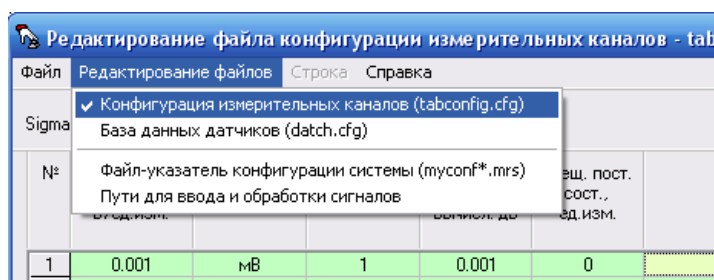 Редактирование файла конфигурации измерительных каналов - tab
Файл Редактирование файлов Строка Справка
Конфигурация измерительных каналов (tabconfig.cfg)
Sigma
База данных датчиков (datch.cfg)
№ Файл-указатель конфигурации системы (myconf*.mrs) ещ. пост.
Пути для ввода и обработки сигналов сост.,
ед.изм.
1 0.001 мВ 1 0.001 0